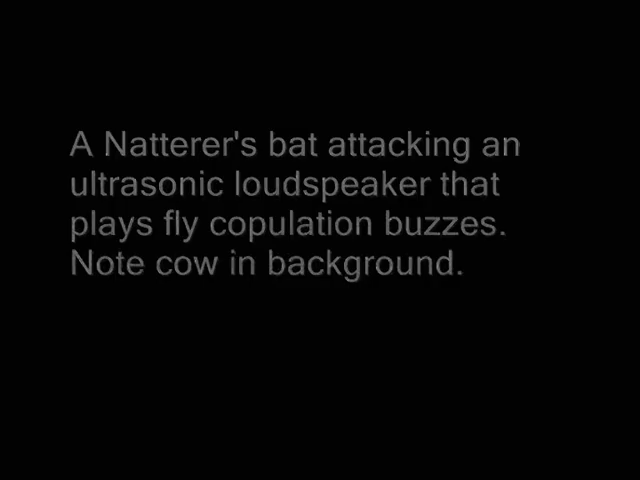 A Natterer's bat attacking an
ultrasonic loudspeaker that
plays fly copulation buzzes.
Note cow in background.